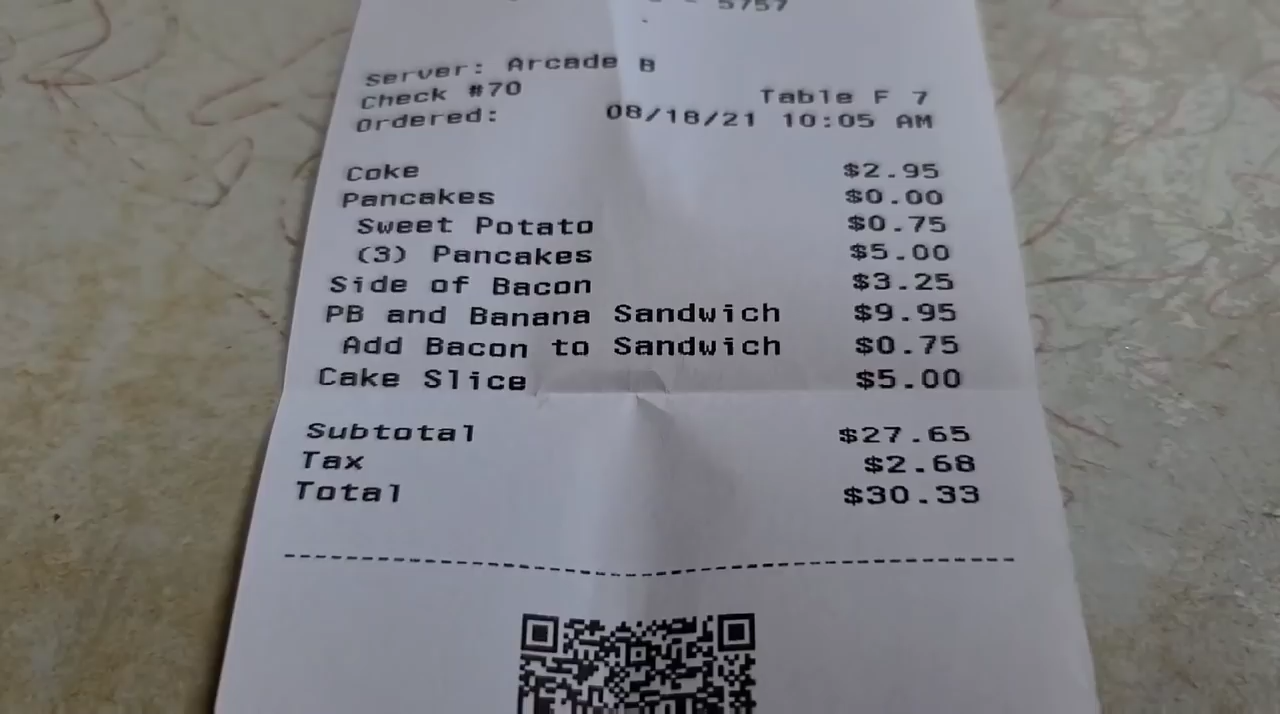 5757
Server: Arcade B
Check #70 Table F 7
Ordered: 08/18/21 10:05 AM
Coke $2.95
Pancakes $0.00
Sweet Potato $0.75
(3) Pancakes $5.00
Side of Bacon $3.25
PB and Banana Sandwich $9.95
Add Bacon to Sandwich $0.75
Cake Slice $5.00
Subtotal $27.65
Tax $2.68
Total $30.33